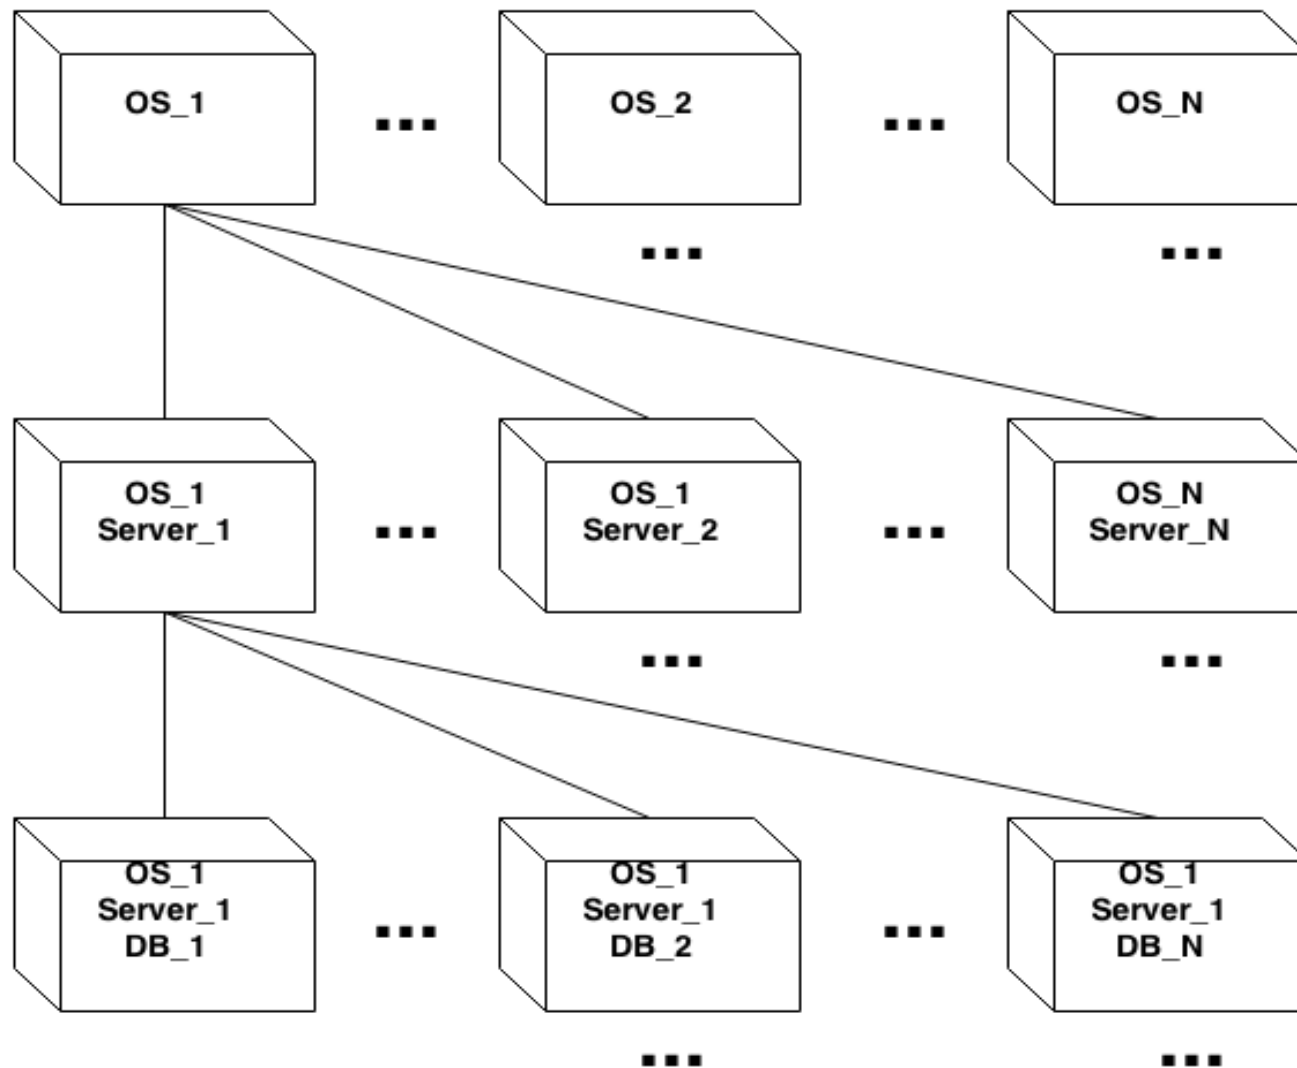 OS_1
...
OS_2
...
OS_N
...
...
OS_1
Server_1
...
OS_1
Server_2
...
OS_N
Server_N
...
...
OS_1
Server_1
DB_1
...
OS_1
Server_1
DB_2
...
OS_1
Server_1
DB_N
...
...